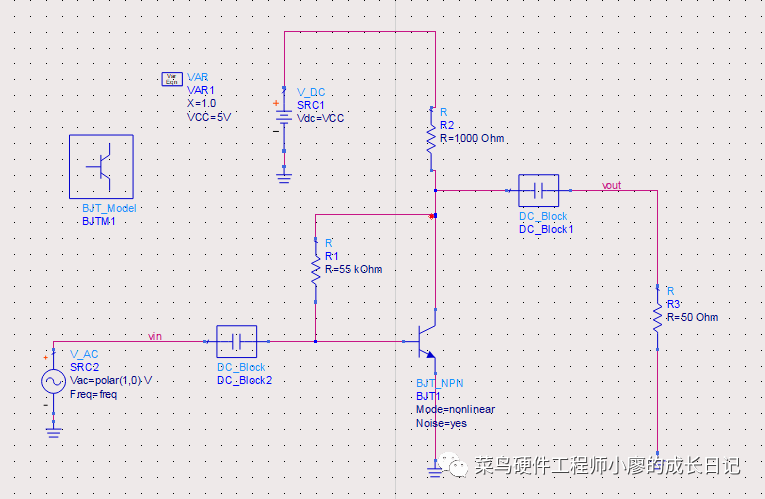 Var
Eqn
VAR
VAR1
X=1.0
VCC=5V
V_DC
SRC1
Vdc=VCC
R
R2
R=1000 Ohm
BJT_Model
BJTM1
vout
DC_Block
DC_Block1
R
R1
R=55 kOhm
R
R3
R=50 Ohm
vin
V_AC
SRC2
Vac=polar(1,0) V
Freq=freq
DC_Block
DC_Block2
BJT_NPN
BJT1
Mode=nonlinear
Noise=yes
菜鸟硬件工程师小廖的成长日记